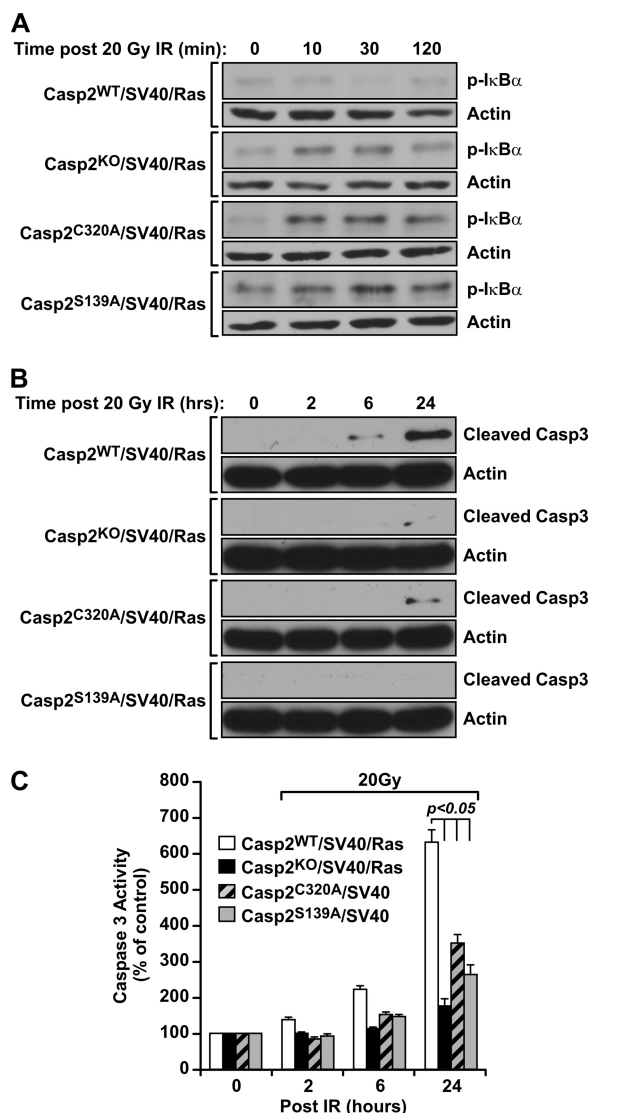 A
Time post 20 Gy IR (min): 0 10 30 120
Casp2WT/SV40/Ras
p-IκBα
Actin
Casp2KO/SV40/Ras
p-IκBα
Actin
Casp2C320A/SV40/Ras
p-IκBα
Actin
Casp2S139A/SV40/Ras
p-IκBα
Actin
B
Time post 20 Gy IR (hrs): 0 2 6 24
Casp2WT/SV40/Ras
Cleaved Casp3
Actin
Casp2KO/SV40/Ras
Cleaved Casp3
Actin
Casp2C320A/SV40/Ras
Cleaved Casp3
Actin
Casp2S139A/SV40/Ras
Cleaved Casp3
Actin
C
Caspase 3 Activity
(% of control)
800
700
600
500
400
300
200
100
0
20Gy
p<0.05
Casp2WT/SV40/Ras
Casp2KO/SV40/Ras
Casp2C320A/SV40
Casp2S139A/SV40
0 2 6 24
Post IR (hours)